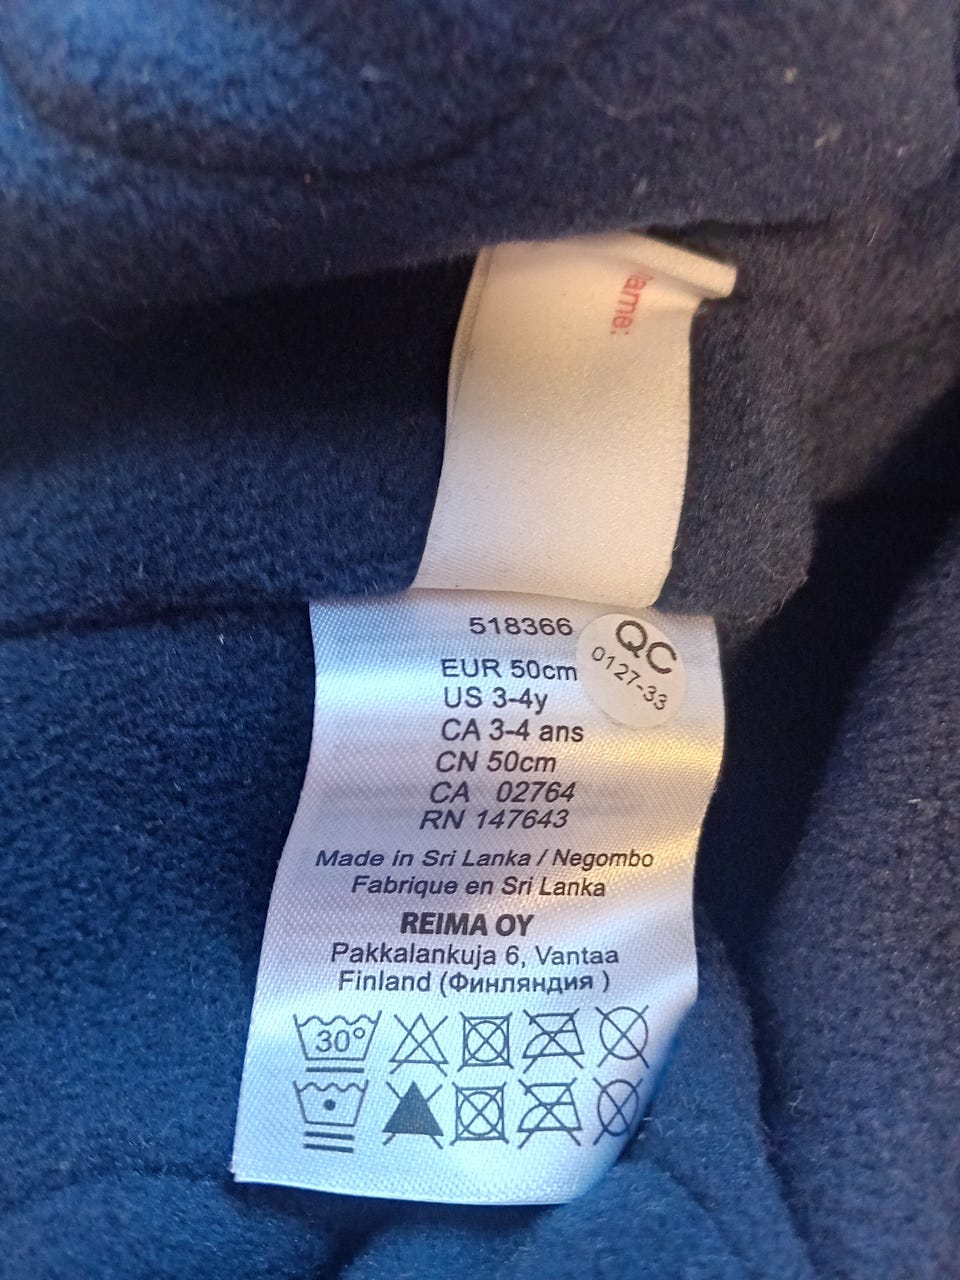 ame:
518366
QC
0127-33
EUR 50cm
US 3-4y
CA 3-4 ans
CN 50cm
CA 02764
RN 147643
Made in Sri Lanka / Negombo
Fabrique en Sri Lanka
REIMA OY
Pakkalankuja 6, Vantaa
Finland (Финляндия )
30°